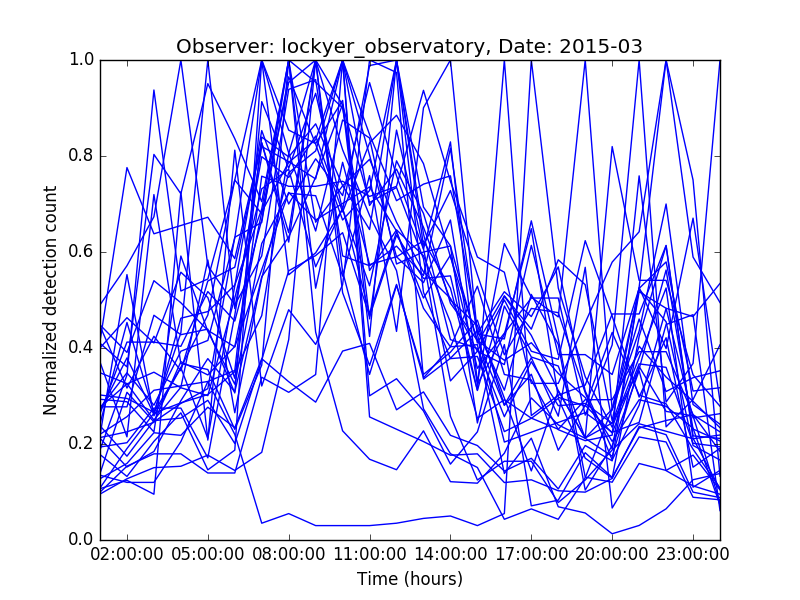 Observer: lockyer_observatory, Date: 2015-03
Normalized detection count
1.0
0.8
0.6
0.4
0.2
0.0
02:00:00 05:00:00 08:00:00 11:00:00 14:00:00 17:00:00 20:00:00 23:00:00
Time (hours)